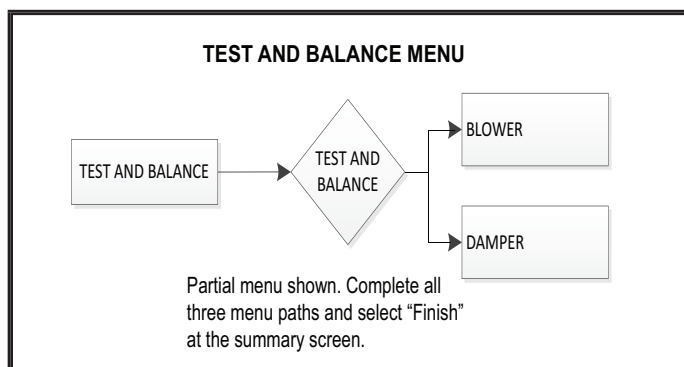 TEST AND BALANCE MENU
TEST AND BALANCE
TEST AND
BALANCE
BLOWER
DAMPER
Partial menu shown. Complete all
three menu paths and select “Finish”
at the summary screen.